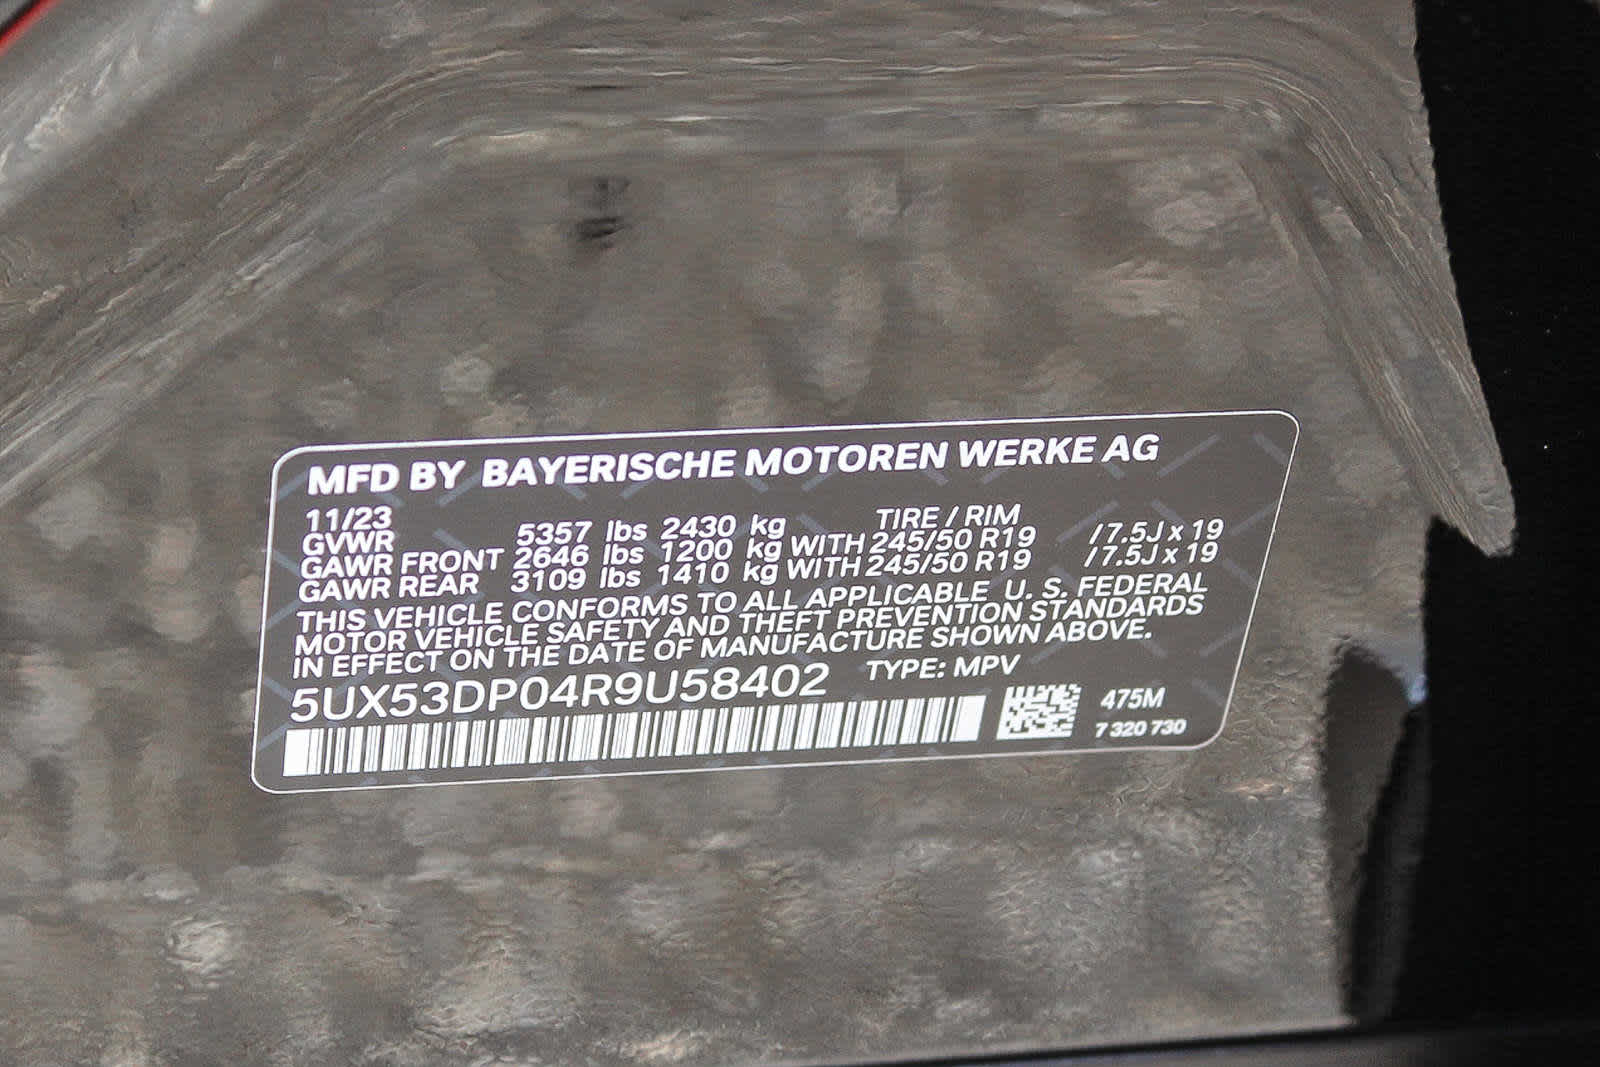 MFD BY BAYERISCHE MOTOREN WERKE AG
11/23 TIRE / RIM
GVWR 5357 lbs 2430 kg
GAWR FRONT 2646 lbs 1200 kg WITH 245/50 R19 /7.5J x 19
GAWR REAR 3109 lbs 1410 kg WITH 245/50 R19 /7.5J x 19
THIS VEHICLE CONFORMS TO ALL APPLICABLE U. S. FEDERAL
MOTOR VEHICLE SAFETY AND THEFT PREVENTION STANDARDS
IN EFFECT ON THE DATE OF MANUFACTURE SHOWN ABOVE.
5UX53DP04R9U58402 TYPE: MPV
475M
7 320 730